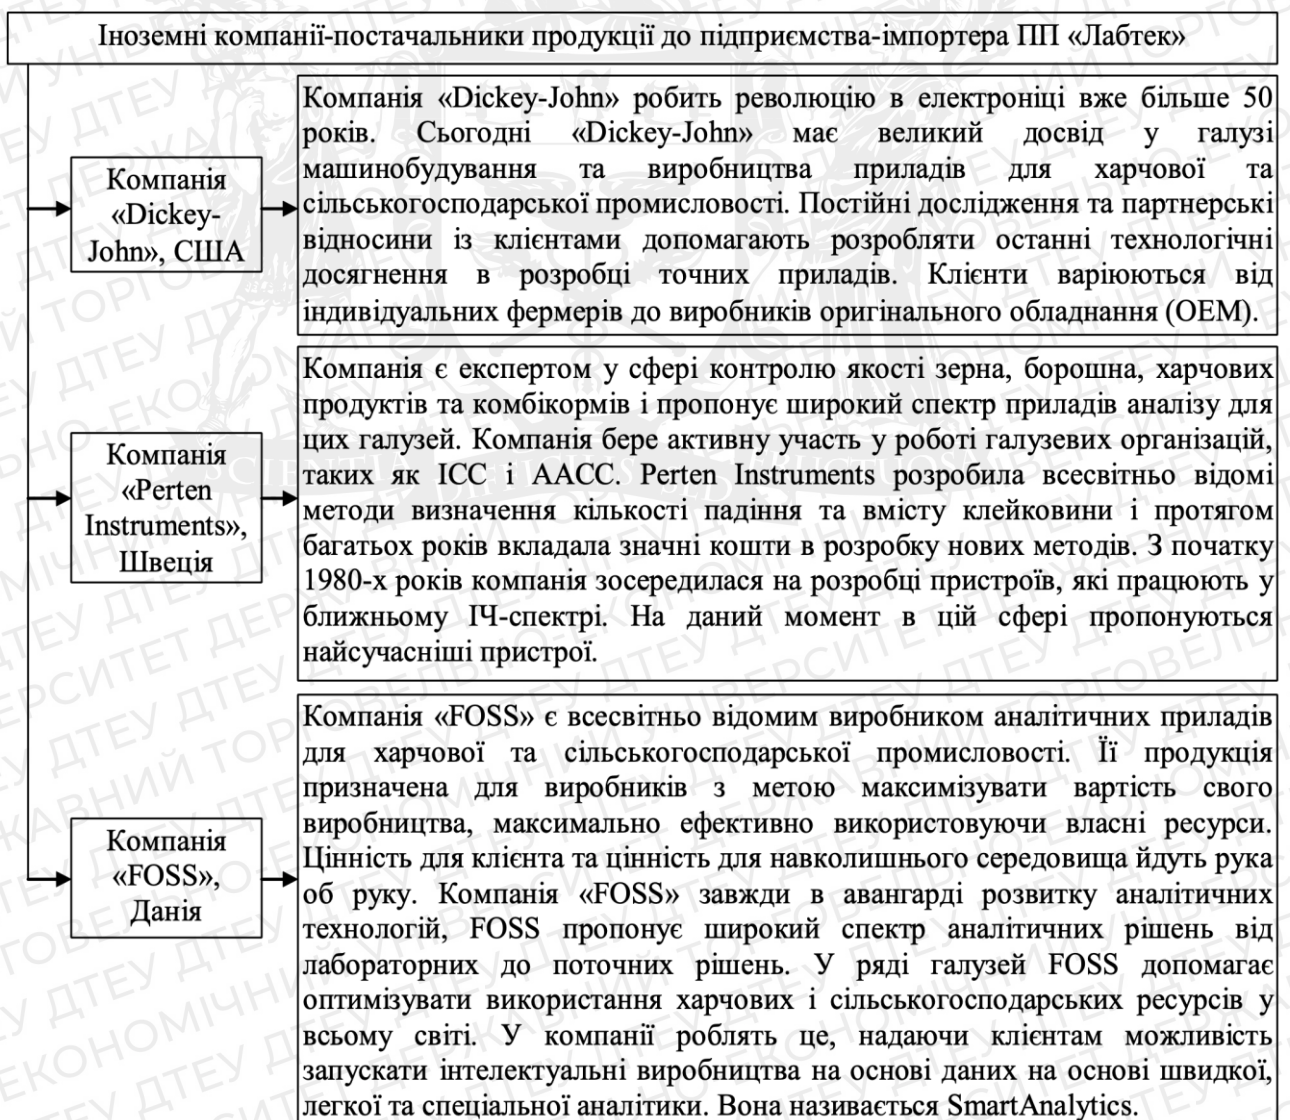 Іноземні компанії-постачальники продукції до підприємства-імпортера ПП «Лабтек»
Компанія
«Dickey-
John», США
Компанія «Dickey-John» робить революцію в електроніці вже більше 50
років. Сьогодні «Dickey-John» має великий досвід у галузі
машинобудування та виробництва приладів для харчової та
сільськогосподарської промисловості. Постійні дослідження та партнерські
відносини із клієнтами допомагають розробляти останні технологічні
досягнення в розробці точних приладів. Клієнти варіюються від
індивідуальних фермерів до виробників оригінального обладнання (OEM).
Компанія
«Perten
Instruments»,
Швеція
Компанія є експертом у сфері контролю якості зерна, борошна, харчових
продуктів та комбікормів і пропонує широкий спектр приладів аналізу для
цих галузей. Компанія бере активну участь у роботі галузевих організацій,
таких як ICC і AACC. Perten Instruments розробила всесвітньо відомі
методи визначення кількості падіння та вмісту клейковини і протягом
багатьох років вкладала значні кошти в розробку нових методів. З початку
1980-х років компанія зосередилася на розробці пристроїв, які працюють у
ближньому ІЧ-спектрі. На даний момент в цій сфері пропонуються
найсучасніші пристрої.
Компанія
«FOSS»,
Данія
Компанія «FOSS» є всесвітньо відомим виробником аналітичних приладів
для харчової та сільськогосподарської промисловості. Її продукція
призначена для виробників з метою максимізувати вартість свого
виробництва, максимально ефективно використовуючи власні ресурси.
Цінність для клієнта та цінність для навколишнього середовища йдуть рука
об руку. Компанія «FOSS» завжди в авангарді розвитку аналітичних
технологій, FOSS пропонує широкий спектр аналітичних рішень від
лабораторних до поточних рішень. У ряді галузей FOSS допомагає
оптимізувати використання харчових і сільськогосподарських ресурсів у
всьому світі. У компанії роблять це, надаючи клієнтам можливість
запускати інтелектуальні виробництва на основі даних на основі швидкої,
легкої та спеціальної аналітики. Вона називається SmartAnalytics.